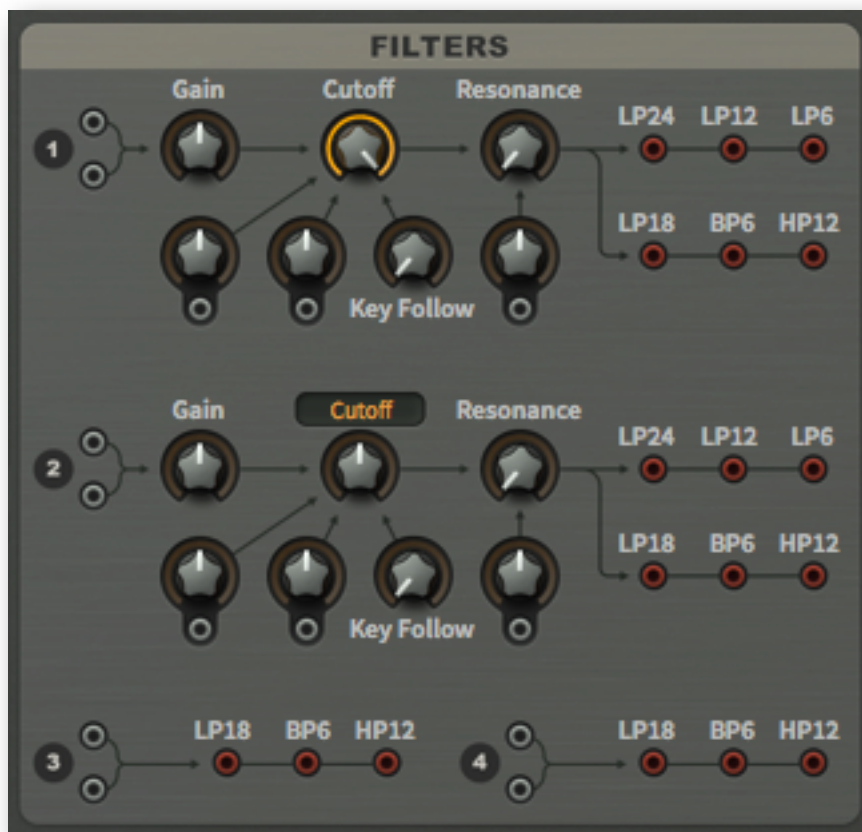 FILTERS
Gain Cutoff Resonance
LP24 LP12 LP6
1
LP18 BP6 HP12
Key Follow
Gain Cutoff Resonance
LP24 LP12 LP6
2
LP18 BP6 HP12
Key Follow
3 LP18 BP6 HP12
4 LP18 BP6 HP12